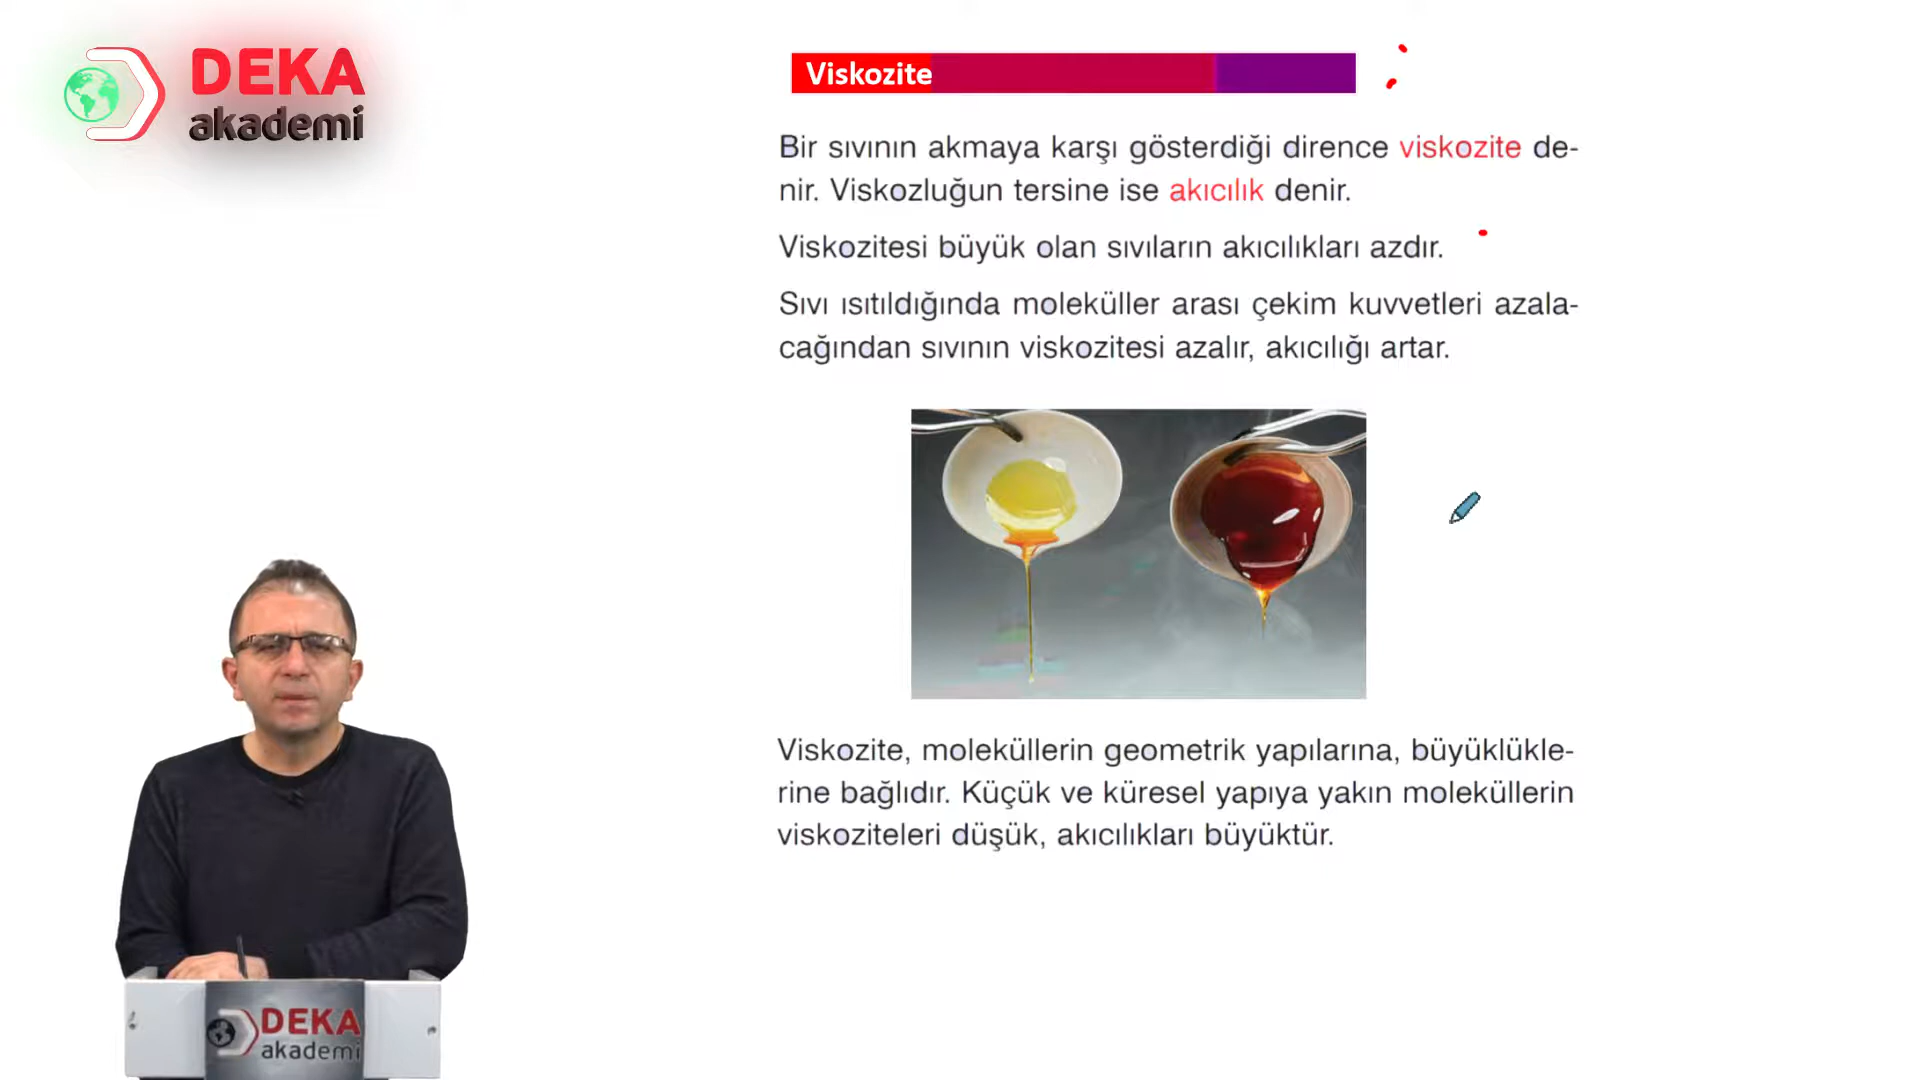 DEKA
akademi
Viskozite
Bir sıvının akmaya karşı gösterdiği dirence viskozite de-
nir. Viskozluğun tersine ise akıcılık denir.
Viskozitesi büyük olan sıvıların akıcılıkları azdır.
Sıvı ısıtıldığında moleküller arası çekim kuvvetleri azala-
cağından sıvının viskozitesi azalır, akıcılığı artar.
Viskozite, moleküllerin geometrik yapılarına, büyüklükle-
rine bağlıdır. Küçük ve küresel yapıya yakın moleküllerin
viskoziteleri düşük, akıcılıkları büyüktür.
DEKA
akademi